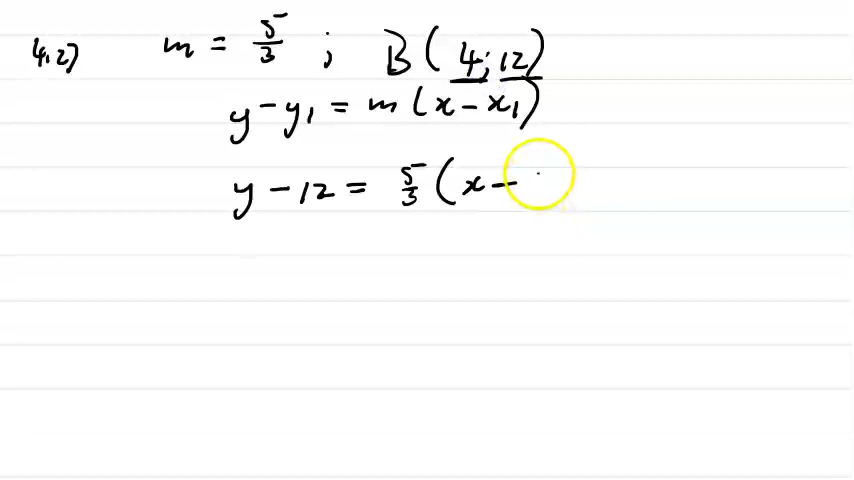 4.2) m = 5/3 ; B(4;12)
y - y₁ = m(x - x₁)
y - 12 = 5/3 (x -